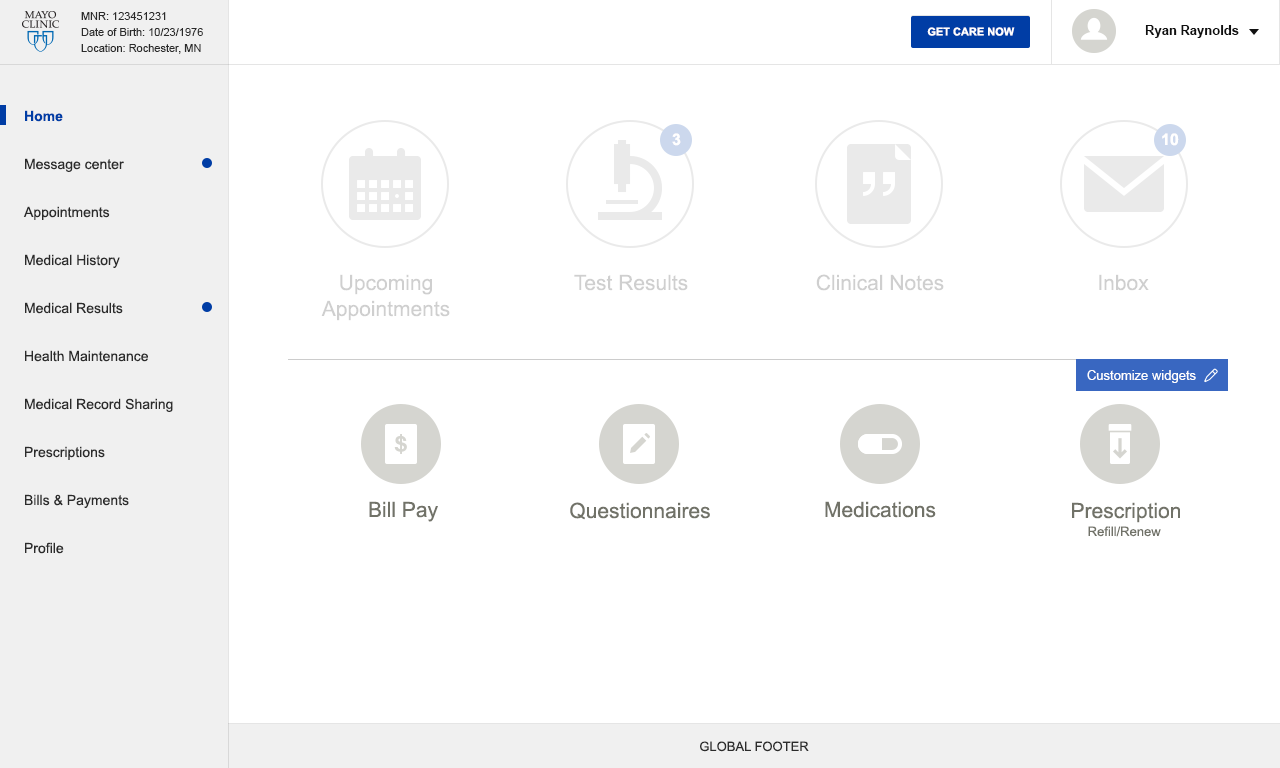 MAYO
CLINIC
MNR: 123451231
Date of Birth: 10/23/1976
Location: Rochester, MN
GET CARE NOW
Ryan Raynolds
Home
Message center
Appointments
Medical History
Medical Results
Health Maintenance
Medical Record Sharing
Prescriptions
Bills & Payments
Profile
3
10
Upcoming
Appointments
Test Results
Clinical Notes
Inbox
Customize widgets
$
Bill Pay
Questionnaires
Medications
Prescription
Refill/Renew
GLOBAL FOOTER